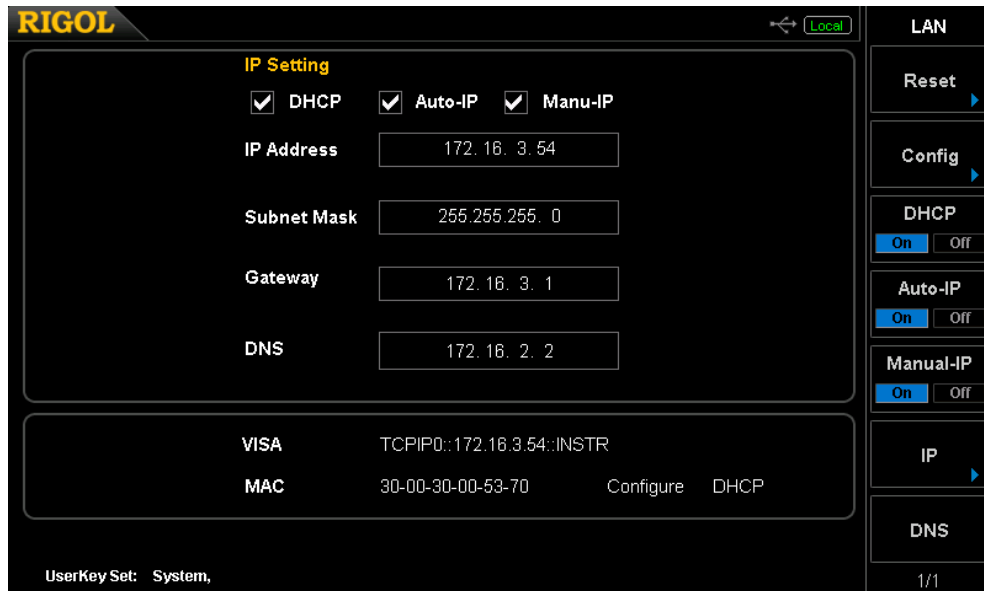 RIGOL
Local
LAN
IP Setting
DHCP Auto-IP Manu-IP
IP Address 172. 16. 3. 54
Subnet Mask 255.255.255. 0
Gateway 172. 16. 3. 1
DNS 172. 16. 2. 2
VISA TCPIP0::172.16.3.54::INSTR
MAC 30-00-30-00-53-70 Configure DHCP
UserKey Set: System,
Reset
Config
DHCP
On Off
Auto-IP
On Off
Manual-IP
On Off
IP
DNS
1/1